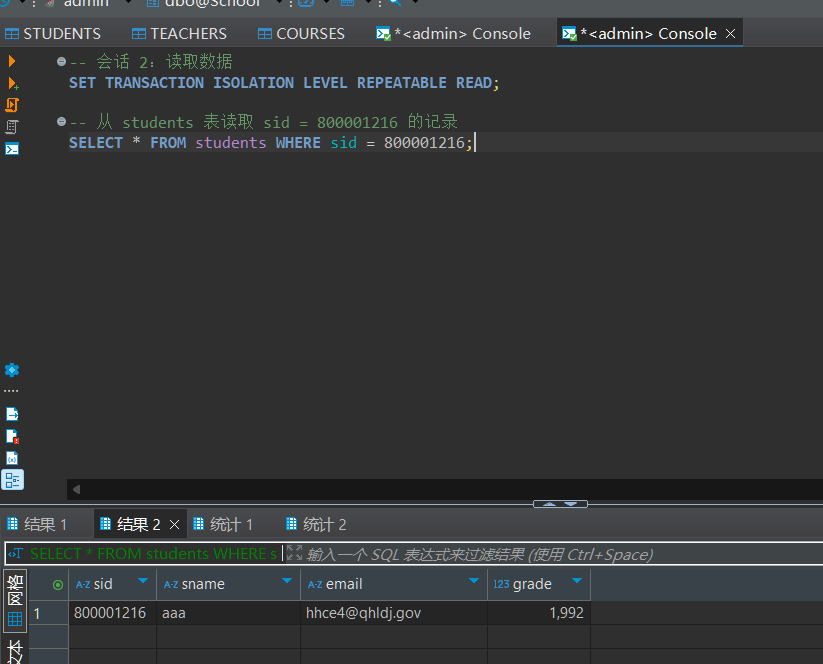 admin dbo@School
STUDENTS TEACHERS COURSES *<admin> Console *<admin> Console
-- 会话 2：读取数据
SET TRANSACTION ISOLATION LEVEL REPEATABLE READ;
-- 从 students 表读取 sid = 800001216 的记录
SELECT * FROM students WHERE sid = 800001216;
结果 1 结果 2 统计 1 统计 2
SELECT * FROM students WHERE s 输入一个 SQL 表达式来过滤结果 (使用 Ctrl+Space)
网格 A-Z sid A-Z sname A-Z email 123 grade
1 800001216 aaa hhce4@qhldj.gov 1,992
文本